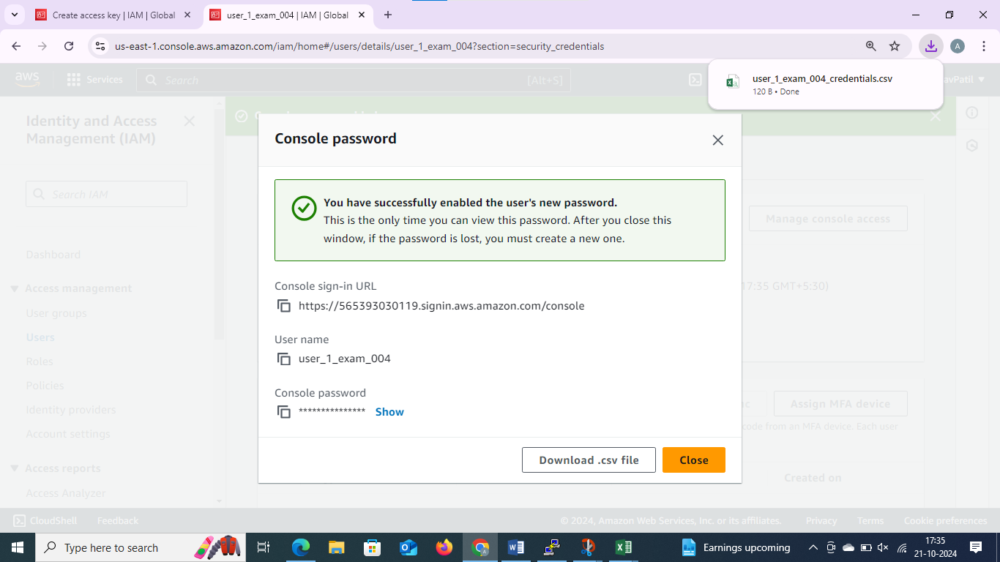 Create access key | IAM | Global
user_1_exam_004 | IAM | Global
us-east-1.console.aws.amazon.com/iam/home#/users/details/user_1_exam_004?section=security_credentials
A
user_1_exam_004_credentials.csv
120 B • Done
aws
Services
Search
[Alt+S]
avPatil
Identity and Access
Management (IAM)
Search IAM
Dashboard
Access management
User groups
Users
Roles
Policies
Identity providers
Account settings
Access reports
Access Analyzer
Manage console access
17:35 GMT+5:30)
Assign MFA device
code from an MFA device. Each user
Created on
Console password
You have successfully enabled the user's new password.
This is the only time you can view this password. After you close this
window, if the password is lost, you must create a new one.
Console sign-in URL
https://565393030119.signin.aws.amazon.com/console
User name
user_1_exam_004
Console password
*************** Show
Download .csv file
Close
CloudShell
Feedback
© 2024, Amazon Web Services, Inc. or its affiliates.
Privacy
Terms
Cookie preferences
Type here to search
Earnings upcoming
17:35
21-10-2024